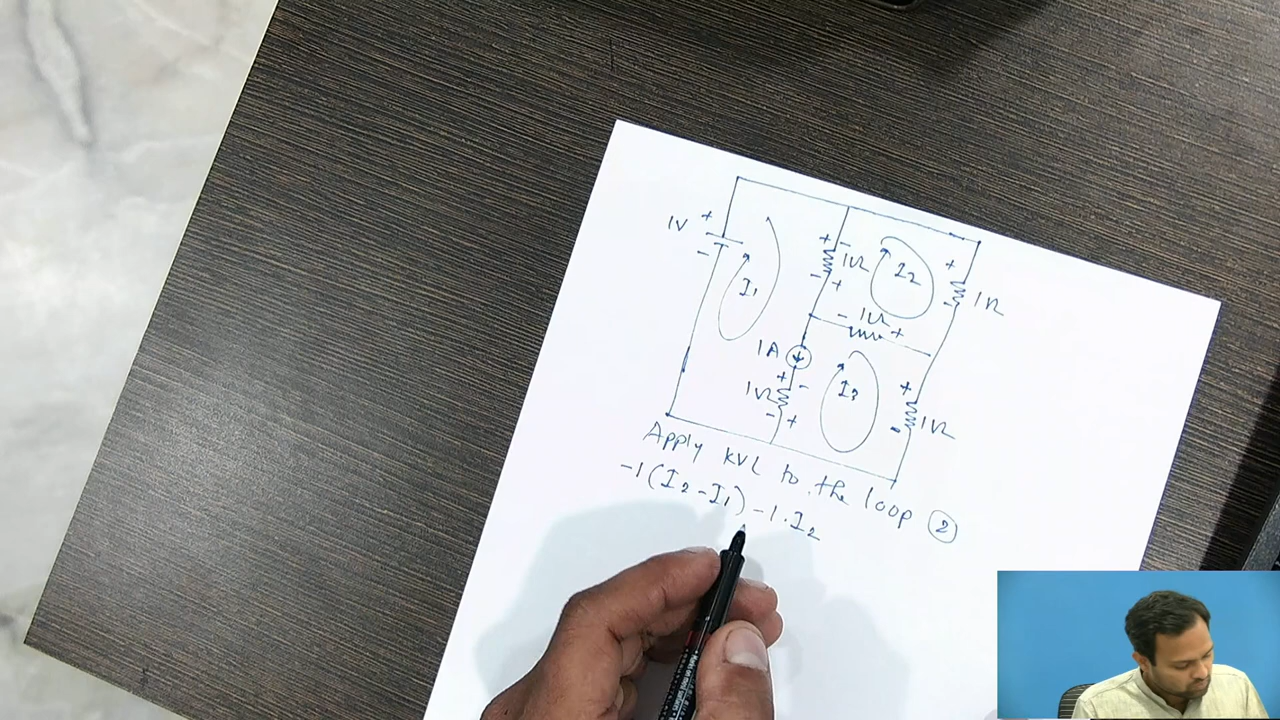 1V
+
-
I₁
+
-
1Ω
-
+
I₂
+
-
1Ω
-
1Ω
+
1A
+
-
1Ω
-
+
I₃
+
-
1Ω
Apply KVL to the loop ②
-1(I₂-I₁)-1.I₂